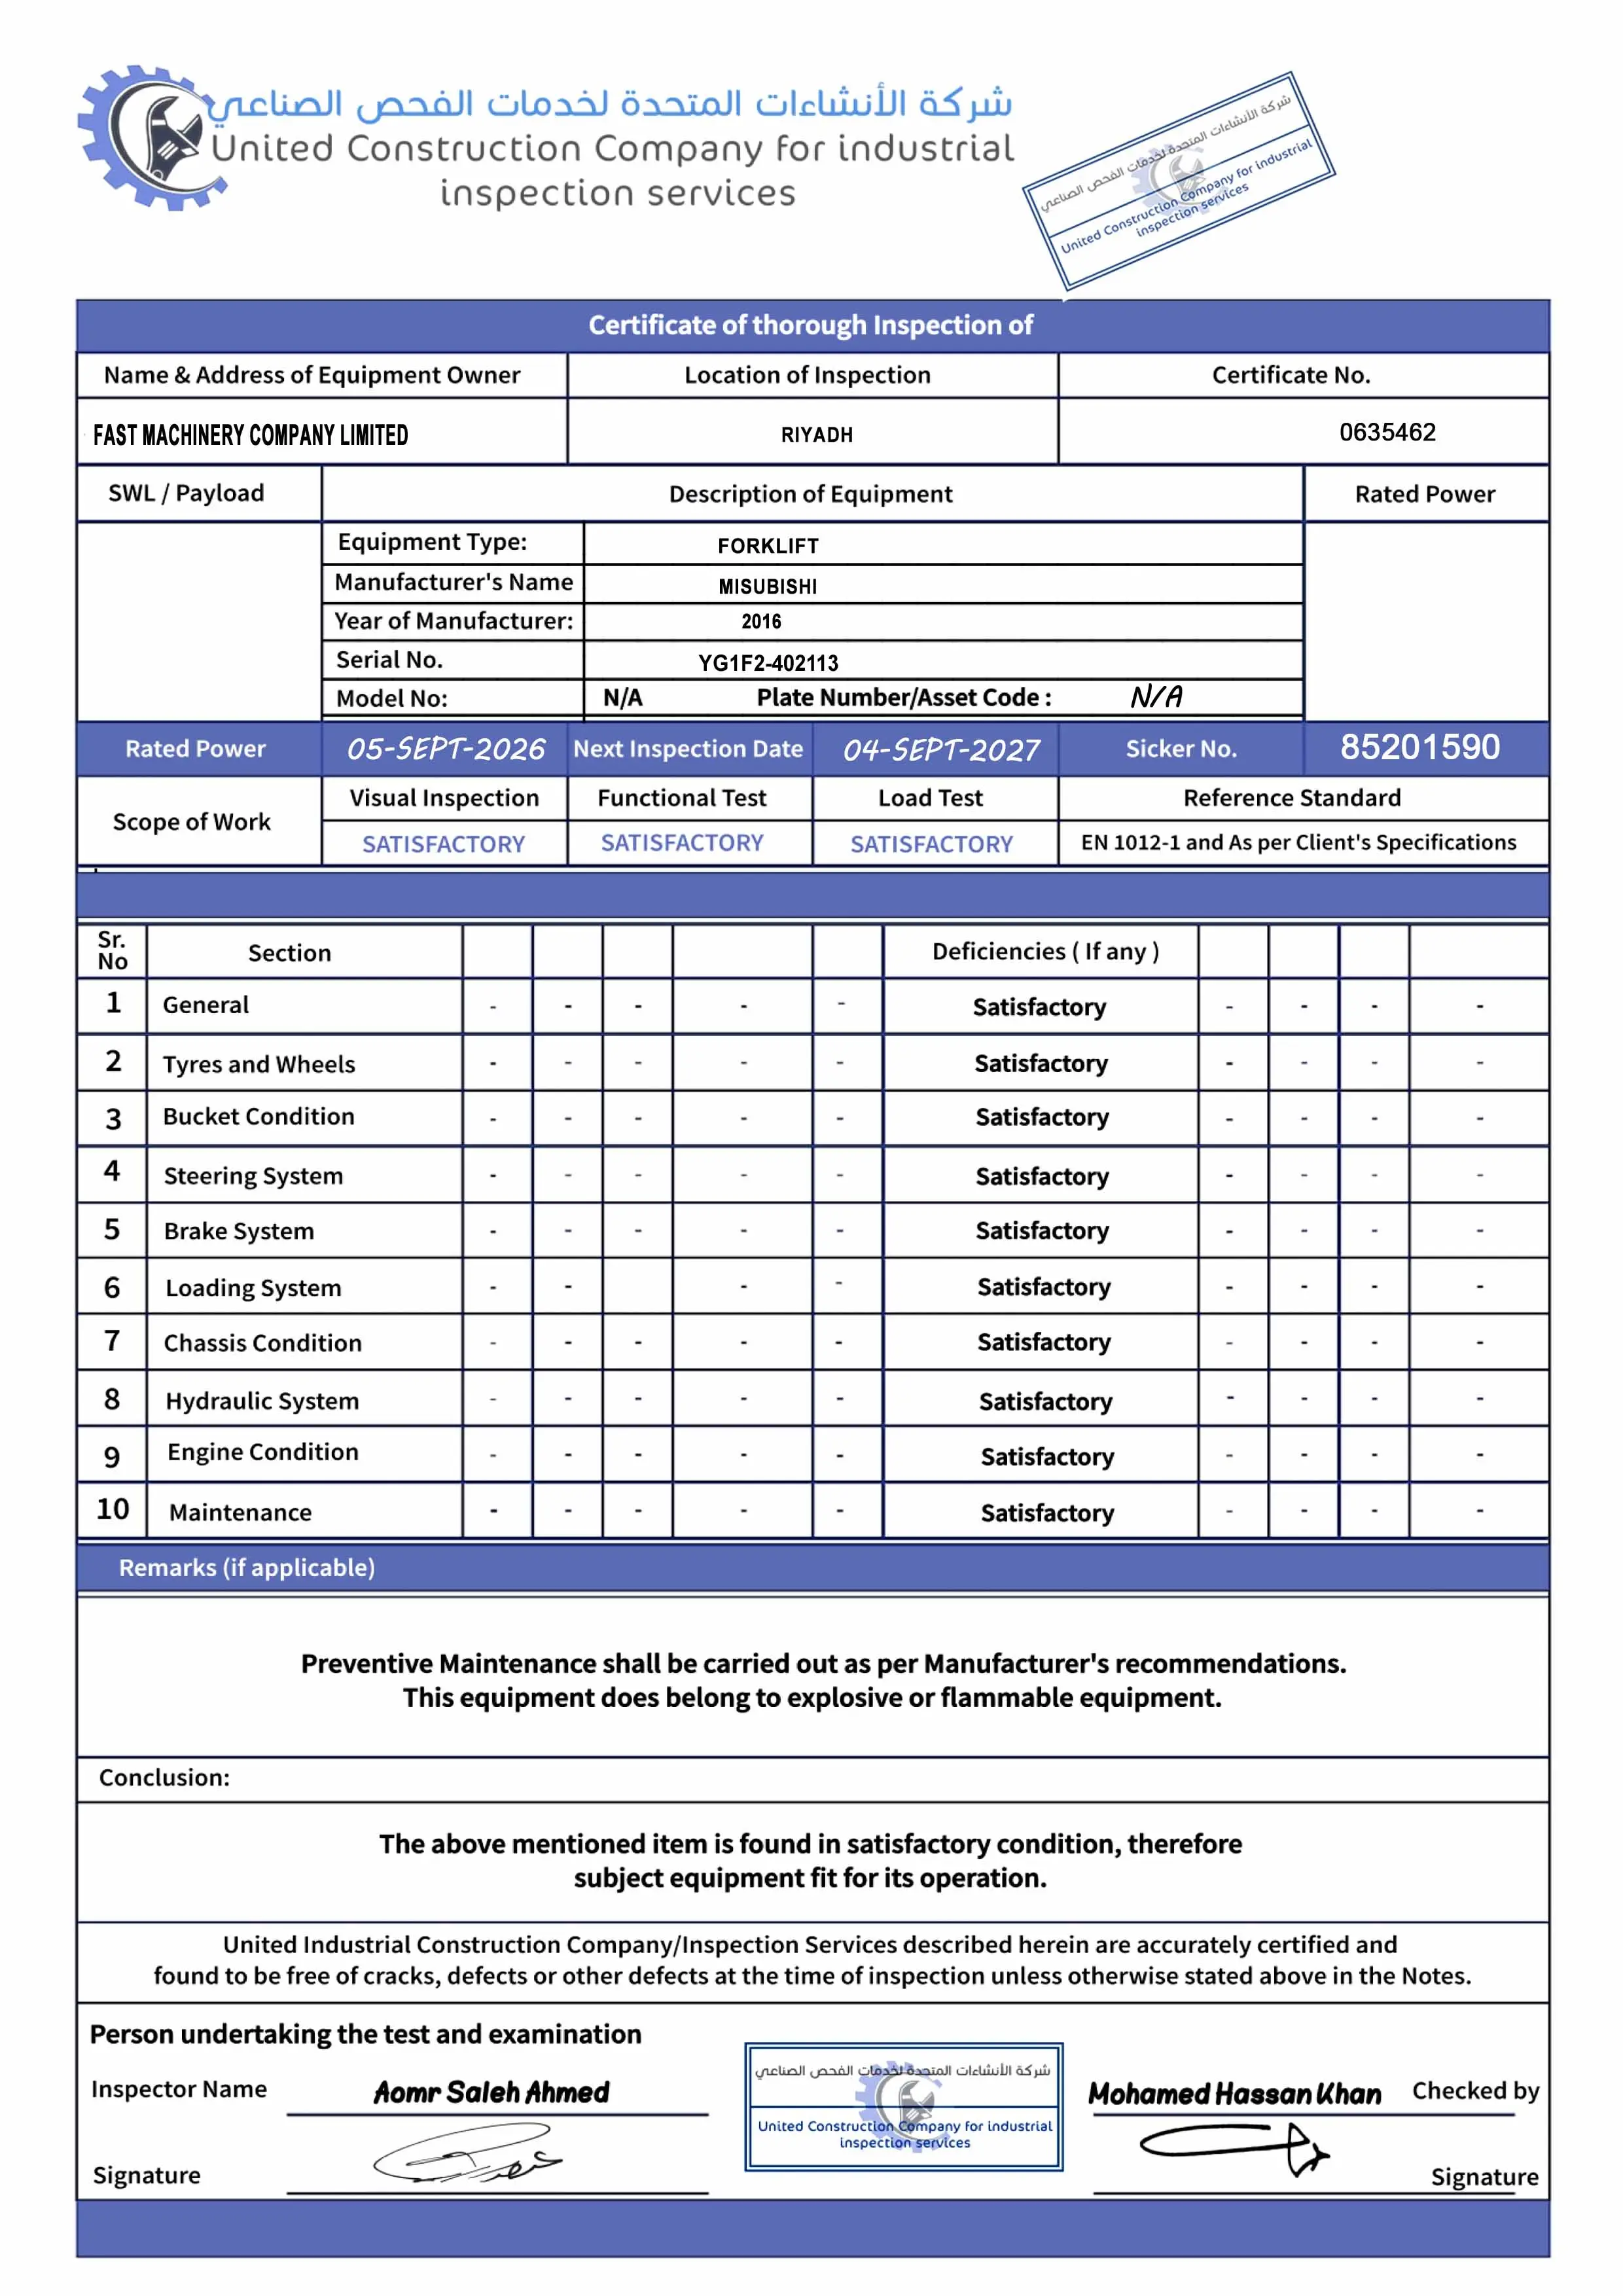 شركة الأنشاءات المتحدة لخدمات الفحص الصناعي
United Construction Company for industrial
inspection services
شركة الأنشاءات المتحدة لخدمات الفحص الصناعي
United Construction Company for industrial
inspection services
Certificate of thorough Inspection of
Name & Address of Equipment Owner Location of Inspection Certificate No.
FAST MACHINERY COMPANY LIMITED RIYADH 0635462
SWL / Payload Description of Equipment Rated Power
Equipment Type: FORKLIFT
Manufacturer's Name MISUBISHI
Year of Manufacturer: 2016
Serial No. YG1F2-402113
Model No: N/A Plate Number/Asset Code : N/A
Rated Power 05-SEPT-2026 Next Inspection Date 04-SEPT-2027 Sicker No. 85201590
Scope of Work Visual Inspection Functional Test Load Test Reference Standard
SATISFACTORY SATISFACTORY SATISFACTORY EN 1012-1 and As per Client's Specifications
Sr. No Section Deficiencies ( If any )
1 General - - - - - Satisfactory - - - -
2 Tyres and Wheels - - - - - Satisfactory - - - -
3 Bucket Condition - - - - - Satisfactory - - - -
4 Steering System - - - - - Satisfactory - - - -
5 Brake System - - - - - Satisfactory - - - -
6 Loading System - - - - Satisfactory - - - -
7 Chassis Condition - - - - - Satisfactory - - - -
8 Hydraulic System - - - - - Satisfactory - - - -
9 Engine Condition - - - - - Satisfactory - - - -
10 Maintenance - - - - - Satisfactory - - - -
Remarks (if applicable)
Preventive Maintenance shall be carried out as per Manufacturer's recommendations.
This equipment does belong to explosive or flammable equipment.
Conclusion:
The above mentioned item is found in satisfactory condition, therefore
subject equipment fit for its operation.
United Industrial Construction Company/Inspection Services described herein are accurately certified and
found to be free of cracks, defects or other defects at the time of inspection unless otherwise stated above in the Notes.
Person undertaking the test and examination
Inspector Name Aomr Saleh Ahmed
شركة الأنشاءات المتحدة لخدمات الفحص الصناعي
United Construction Company for industrial
inspection services
Mohamed Hassan Khan Checked by
Signature
Signature